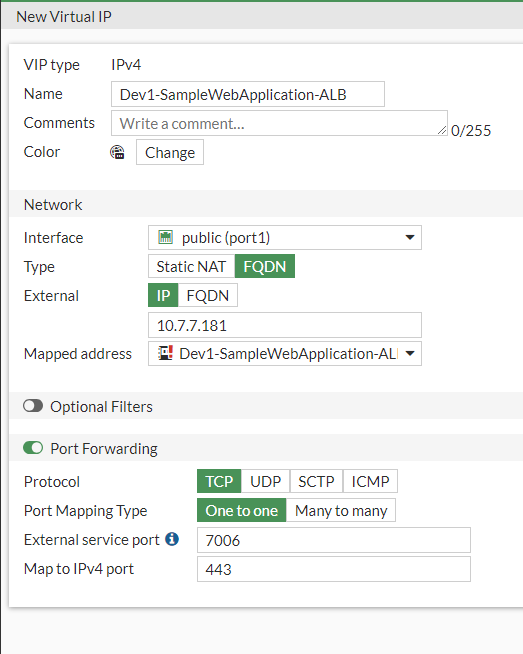 New Virtual IP
VIP type IPv4
Name Dev1-SampleWebApplication-ALB
Comments Write a comment... 0/255
Color Change
Network
Interface public (port1)
Type Static NAT FQDN
External IP FQDN
10.7.7.181
Mapped address Dev1-SampleWebApplication-AL
Optional Filters
Port Forwarding
Protocol TCP UDP SCTP ICMP
Port Mapping Type One to one Many to many
External service port 7006
Map to IPv4 port 443